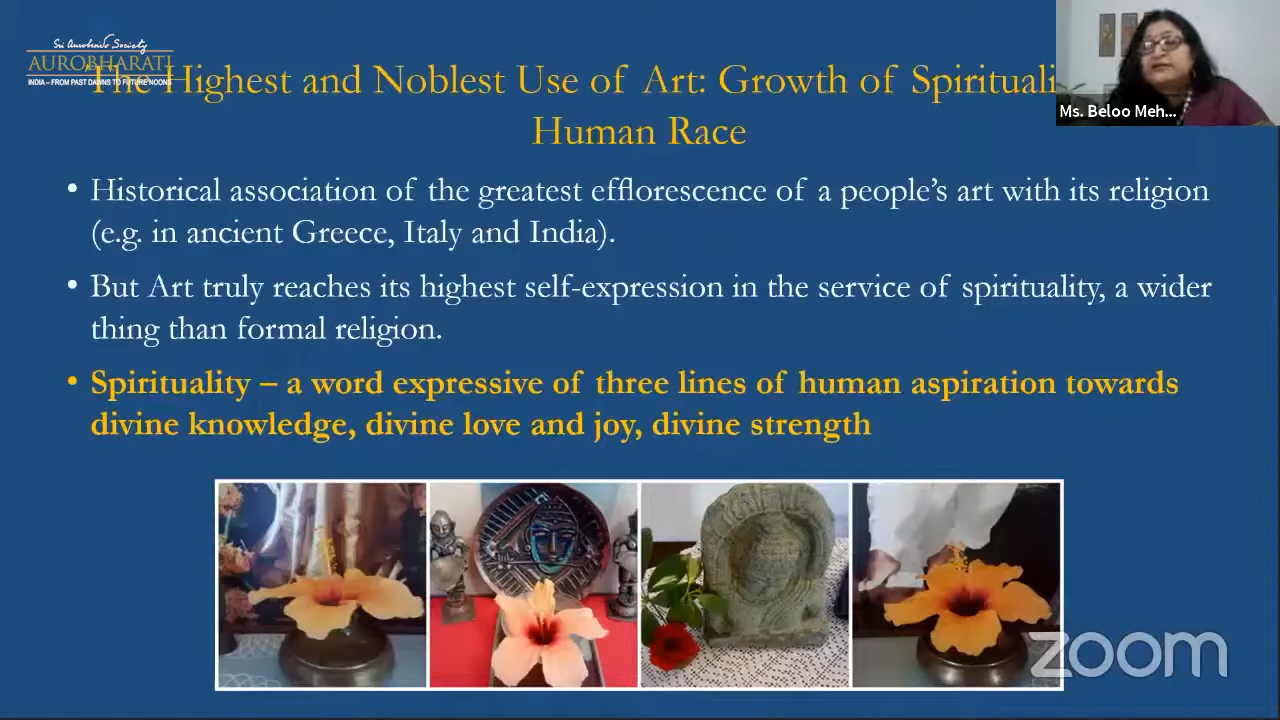 Sri Aurobindo Society
AUROBHARATI
INDIA – FROM PAST DAWNS TO FUTURE NOONS
The Highest and Noblest Use of Art: Growth of
Human Race
Ms. Beloo Meh...
• Historical association of the greatest efflorescence of a people’s art with its religion
(e.g. in ancient Greece, Italy and India).
• But Art truly reaches its highest self-expression in the service of spirituality, a wider
thing than formal religion.
• Spirituality – a word expressive of three lines of human aspiration towards
divine knowledge, divine love and joy, divine strength
zoom